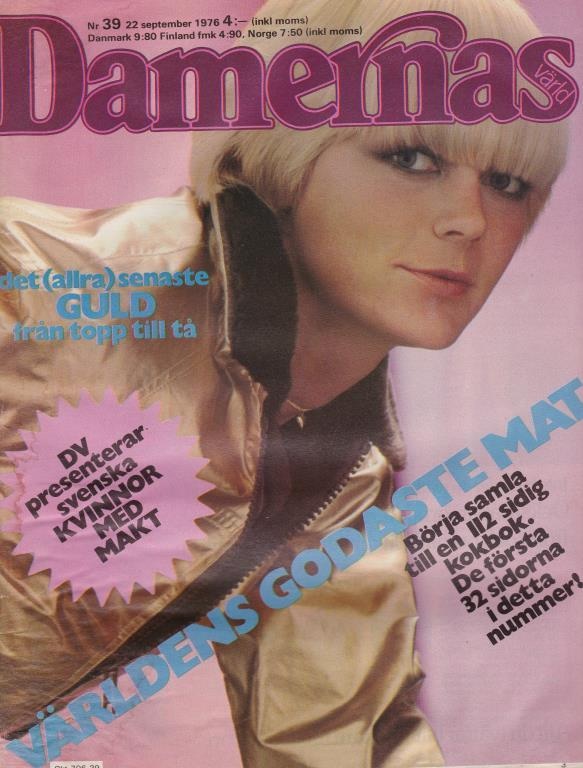 Nr 39 22 september 1976 4:— (inkl moms)
Danmark 9:80 Finland fmk 4:90, Norge 7:50 (inkl moms)
Damernas
värld
det (allra) senaste
GULD
från topp till tå
DV
presenterar
svenska
KVINNOR
MED
MAKT
VÄRLDENS GODASTE MAT
Börja samla
till en 112 sidig
kokbok.
De första
32 sidorna
i detta
nummer!